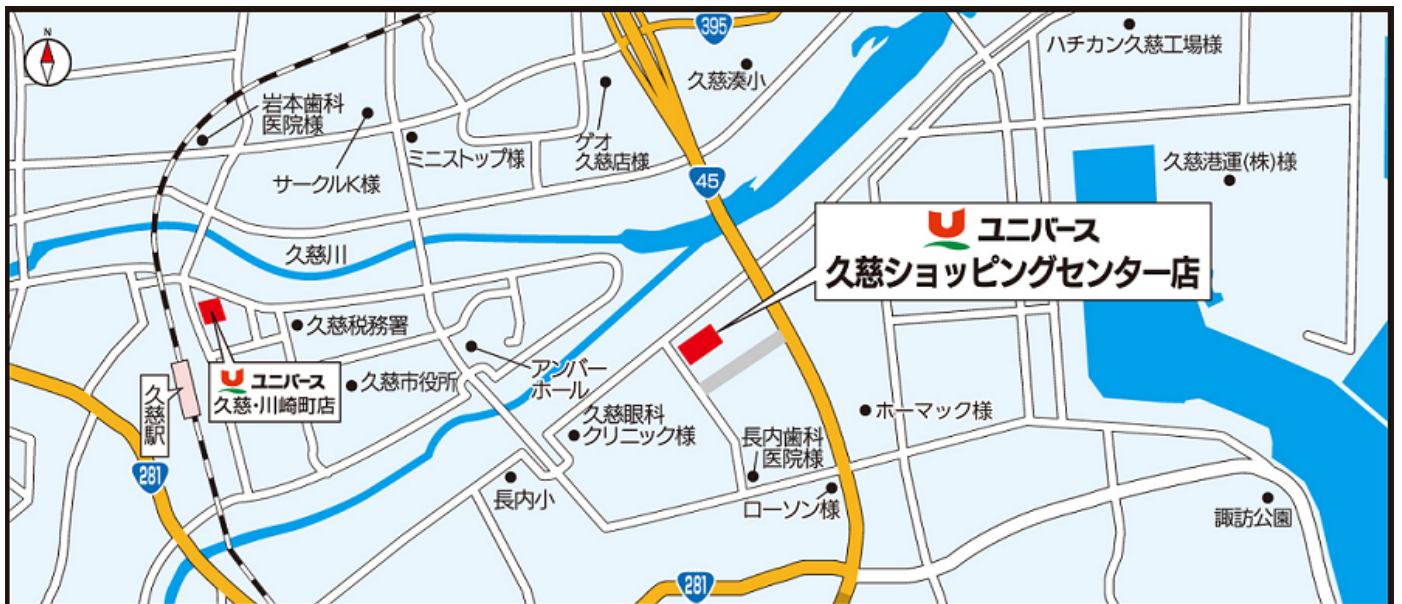 N
395
ハチカン久慈工場様
久慈湊小
岩本歯科
医院様
ゲオ
久慈店様
ミニストップ様
サークルK様
久慈港運(株)様
45
ユニバース
久慈ショッピングセンター店
久慈川
久慈税務署
アンバー
ホール
ユニバース
久慈・川崎町店
久慈市役所
久慈駅
久慈眼科
クリニック様
ホーマック様
長内歯科
医院様
281
長内小
ローソン様
諏訪公園
281